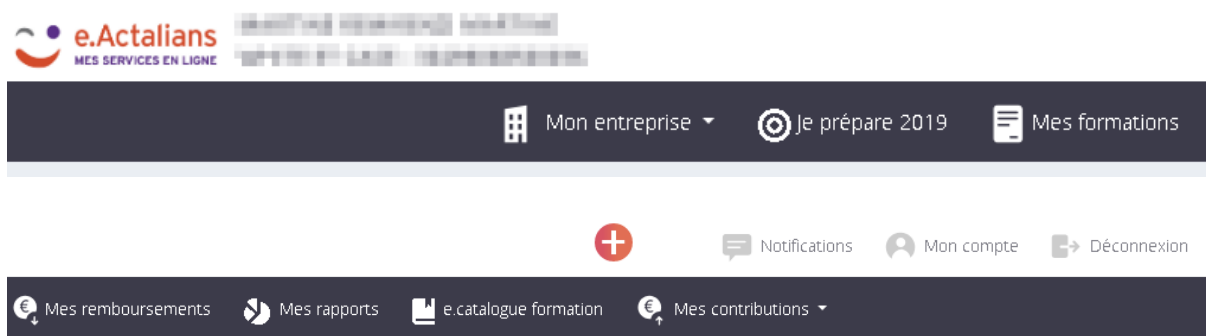 e.Actalians
MES SERVICES EN LIGNE
Mon entreprise Je prépare 2019 Mes formations
Notifications Mon compte Déconnexion
Mes remboursements Mes rapports e.catalogue formation Mes contributions